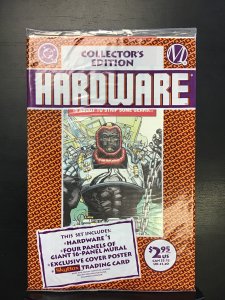 DC
COLLECTOR'S
EDITION
M
HARDWARE
THIS SET INCLUDES:
•HARDWARE #1
•FOUR PANELS OF
GIANT 16-PANEL MURAL
•EXCLUSIVE COVER POSTER
•SkyBox TRADING CARD
$2.95
US